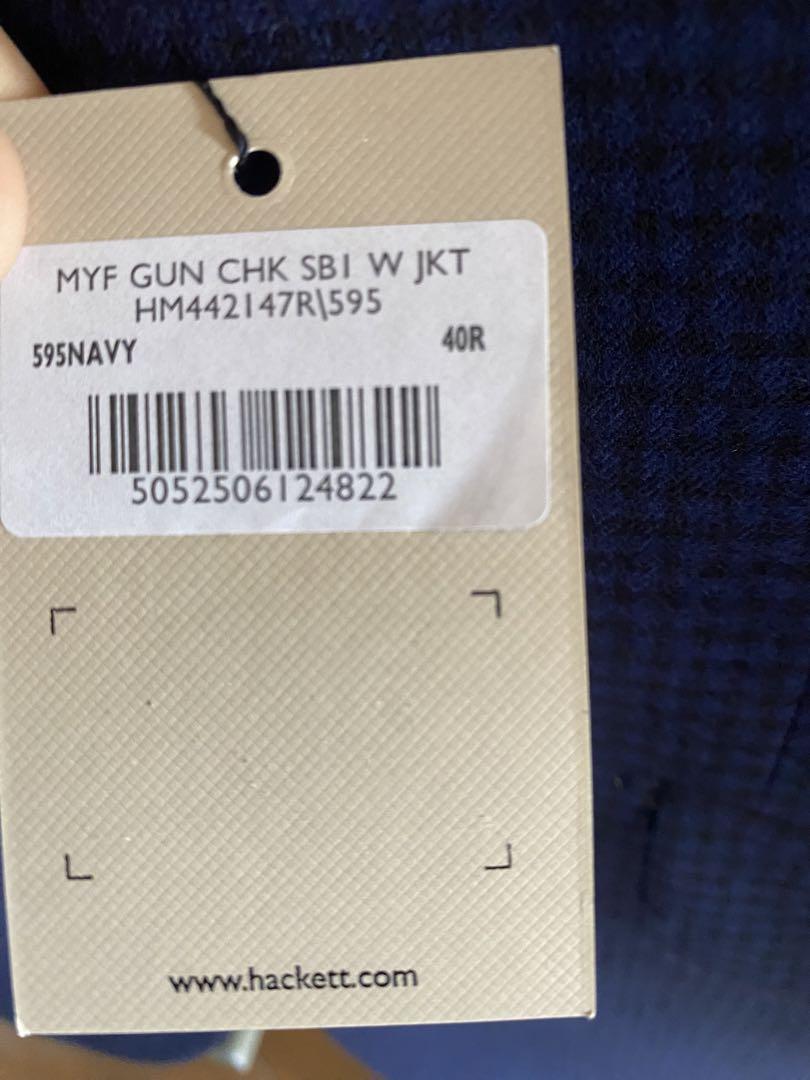 MYF GUN CHK SB1 W JKT
HM442147R\595
595NAVY 40R
5052506124822
www.hackett.com